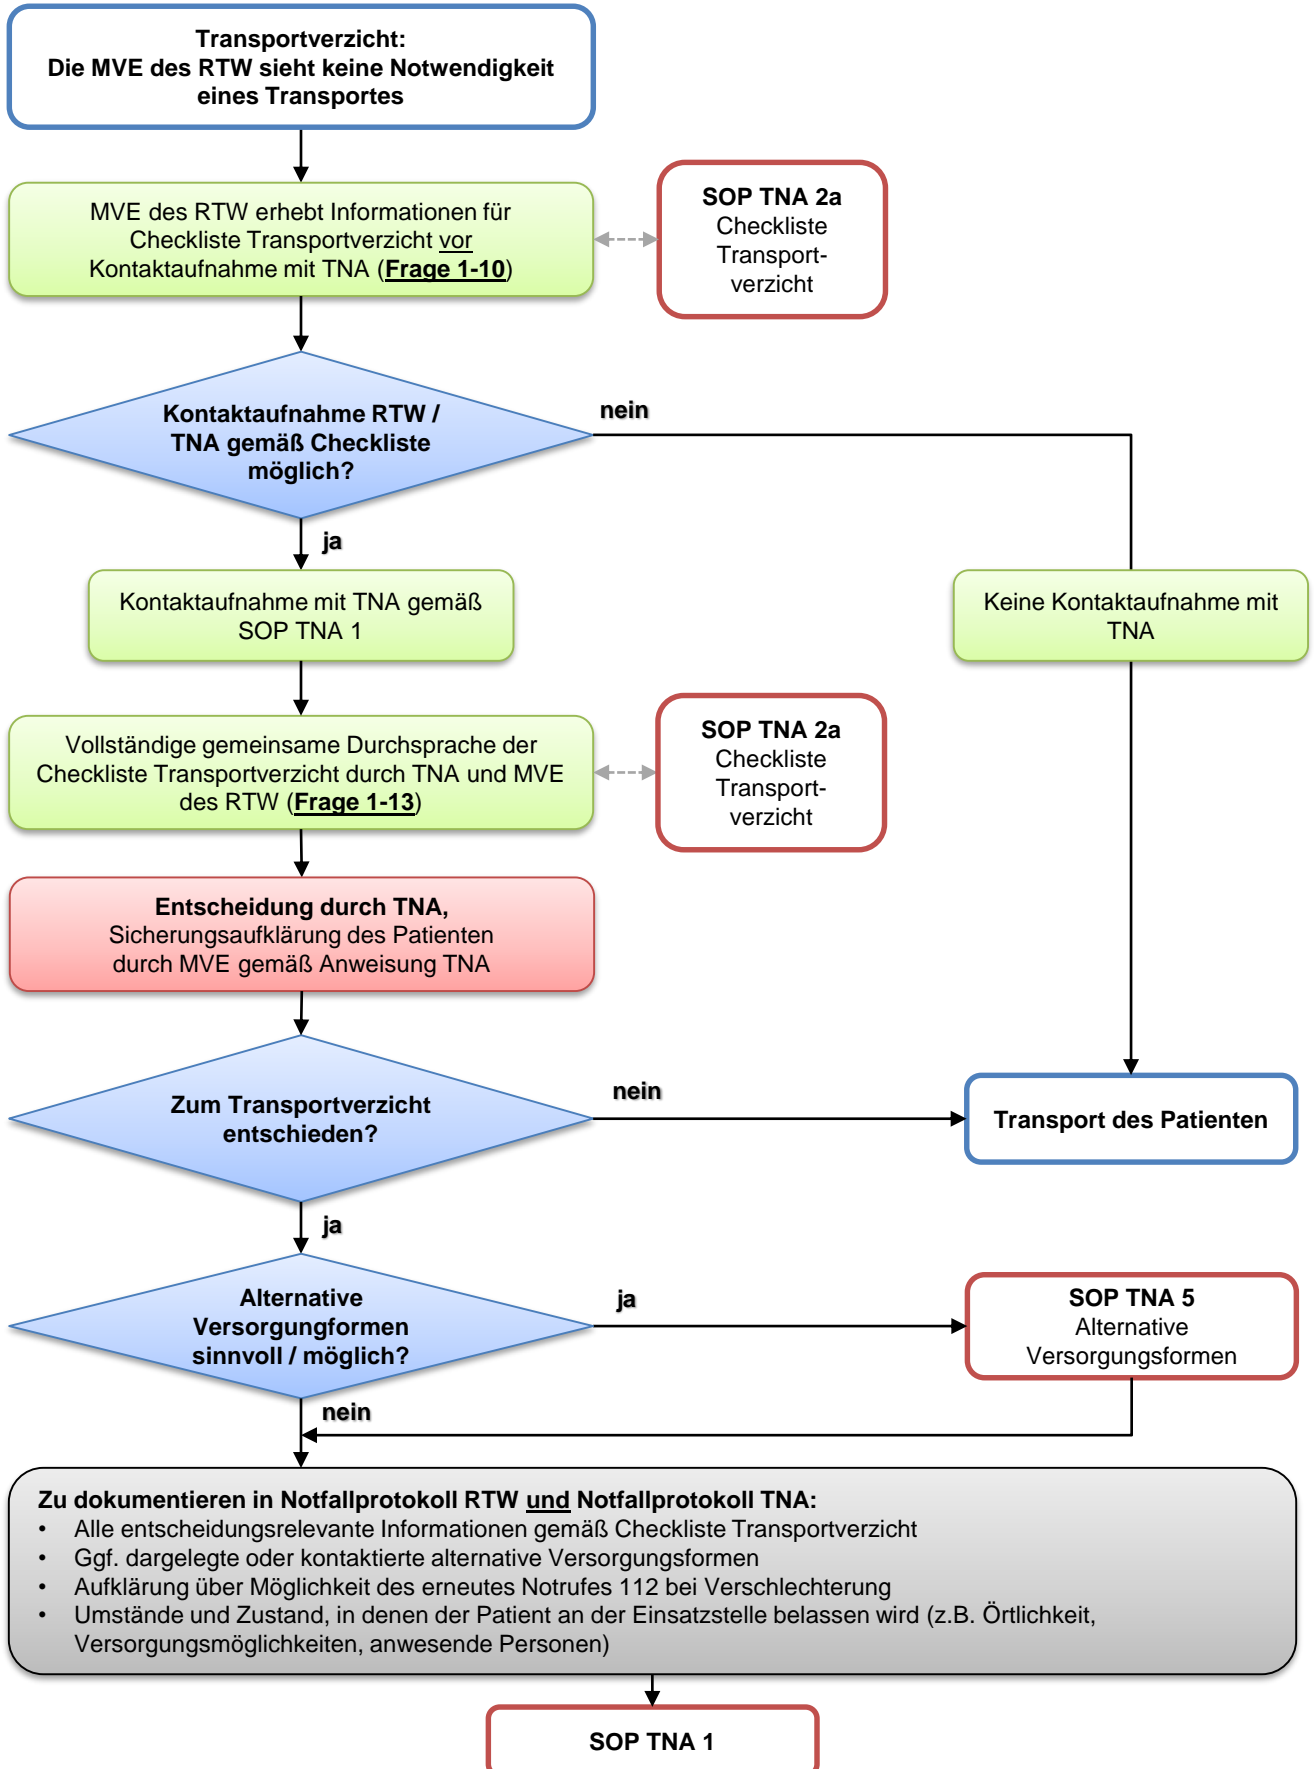 Transportverzicht:
Die MVE des RTW sieht keine Notwendigkeit
eines Transportes
MVE des RTW erhebt Informationen für
Checkliste Transportverzicht vor
Kontaktaufnahme mit TNA (Frage 1-10)
SOP TNA 2a
Checkliste
Transport-
verzicht
Kontaktaufnahme RTW /
TNA gemäß Checkliste
möglich?
nein
ja
Kontaktaufnahme mit TNA gemäß
SOP TNA 1
Keine Kontaktaufnahme mit
TNA
Vollständige gemeinsame Durchsprache der
Checkliste Transportverzicht durch TNA und MVE
des RTW (Frage 1-13)
SOP TNA 2a
Checkliste
Transport-
verzicht
Entscheidung durch TNA,
Sicherungsaufklärung des Patienten
durch MVE gemäß Anweisung TNA
Zum Transportverzicht
entschieden?
nein
Transport des Patienten
ja
Alternative
Versorgungformen
sinnvoll / möglich?
ja
SOP TNA 5
Alternative
Versorgungsformen
nein
Zu dokumentieren in Notfallprotokoll RTW und Notfallprotokoll TNA:
• Alle entscheidungsrelevante Informationen gemäß Checkliste Transportverzicht
• Ggf. dargelegte oder kontaktierte alternative Versorgungsformen
• Aufklärung über Möglichkeit des erneutes Notrufes 112 bei Verschlechterung
• Umstände und Zustand, in denen der Patient an der Einsatzstelle belassen wird (z.B. Örtlichkeit,
Versorgungsmöglichkeiten, anwesende Personen)
SOP TNA 1